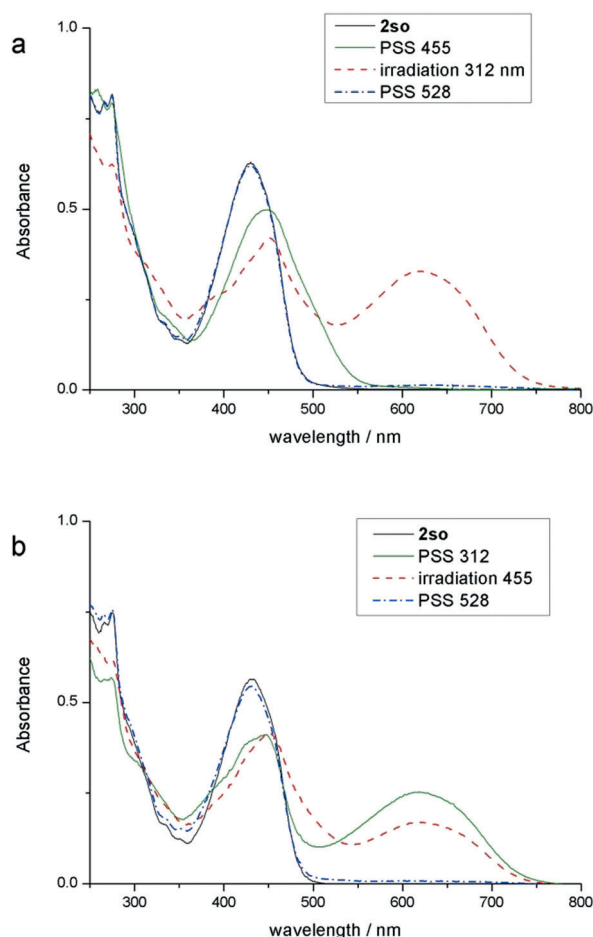 a
1.0
0.5
0.0
Absorbance
2so
PSS 455
irradiation 312 nm
PSS 528
300 400 500 600 700 800
wavelength / nm
b
1.0
0.5
0.0
Absorbance
2so
PSS 312
irradiation 455
PSS 528
300 400 500 600 700 800
wavelength / nm